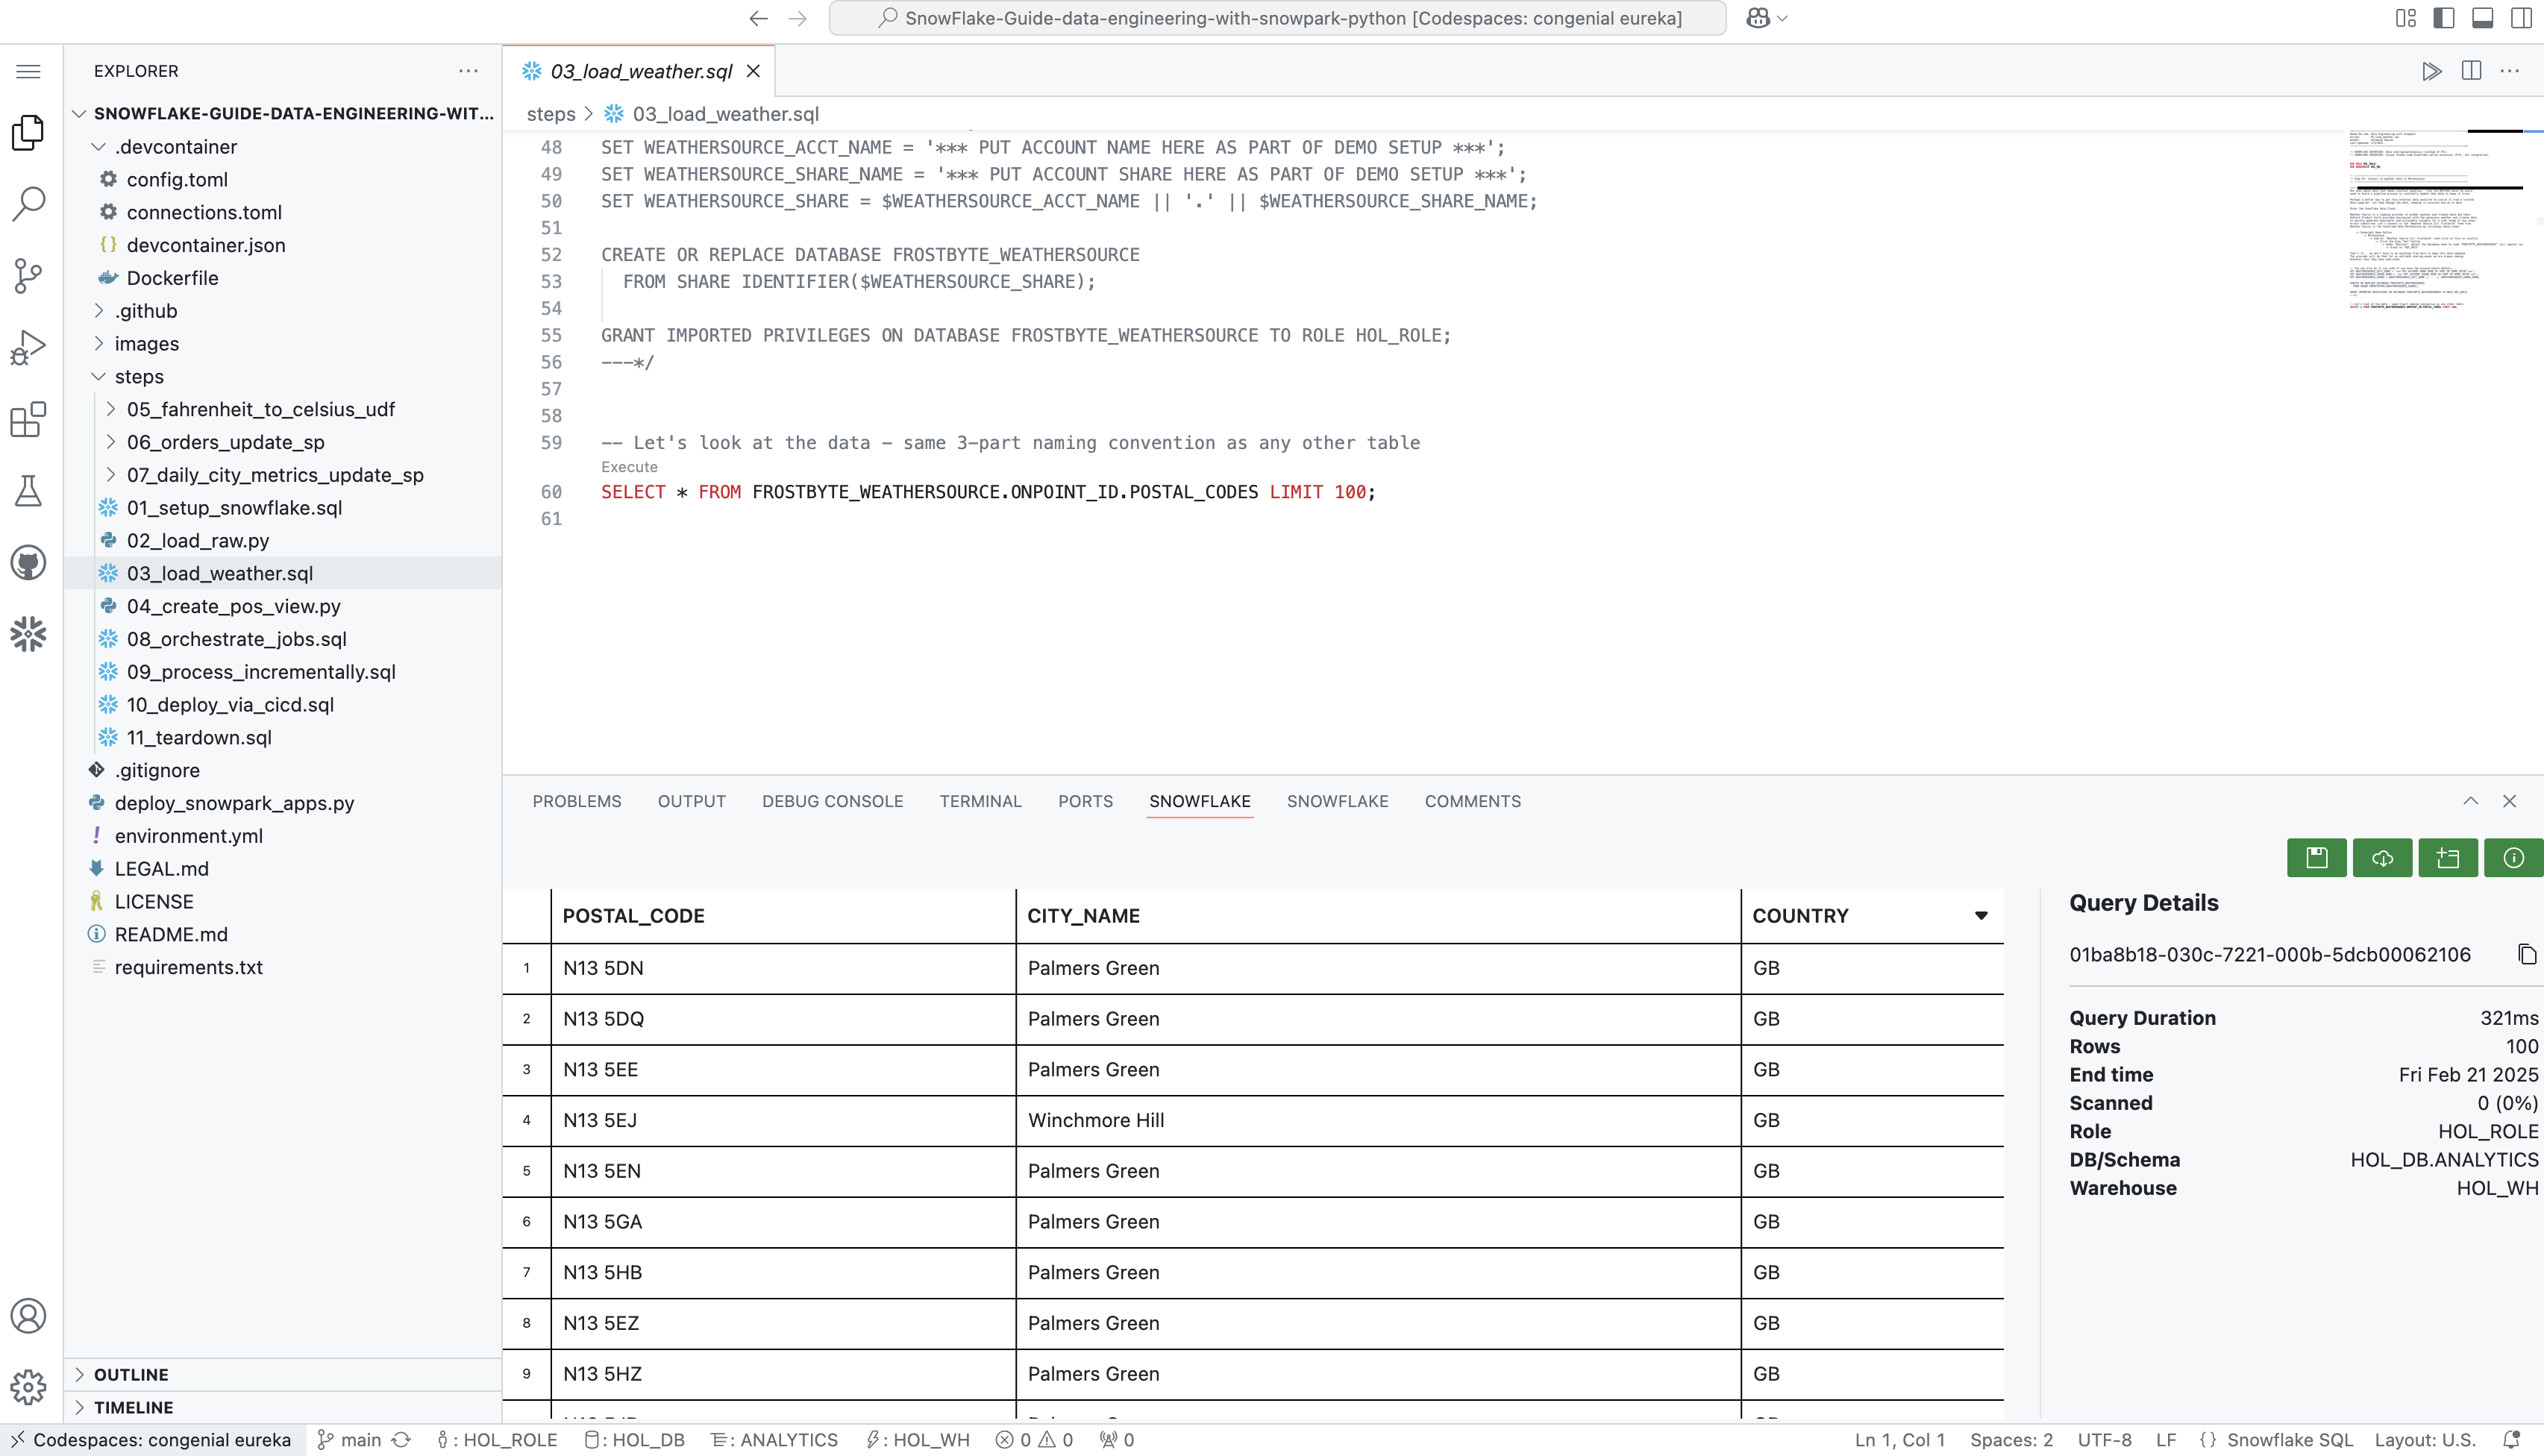 SnowFlake-Guide-data-engineering-with-snowpark-python [Codespaces: congenial eureka]
EXPLORER
SNOWFLAKE-GUIDE-DATA-ENGINEERING-WIT...
.devcontainer
config.toml
connections.toml
devcontainer.json
Dockerfile
.github
images
steps
05_fahrenheit_to_celsius_udf
06_orders_update_sp
07_daily_city_metrics_update_sp
01_setup_snowflake.sql
02_load_raw.py
03_load_weather.sql
04_create_pos_view.py
08_orchestrate_jobs.sql
09_process_incrementally.sql
10_deploy_via_cicd.sql
11_teardown.sql
.gitignore
deploy_snowpark_apps.py
environment.yml
LEGAL.md
LICENSE
README.md
requirements.txt
OUTLINE
TIMELINE
03_load_weather.sql
steps > 03_load_weather.sql
48 SET WEATHERSOURCE_ACCT_NAME = '*** PUT ACCOUNT NAME HERE AS PART OF DEMO SETUP ***';
49 SET WEATHERSOURCE_SHARE_NAME = '*** PUT ACCOUNT SHARE HERE AS PART OF DEMO SETUP ***';
50 SET WEATHERSOURCE_SHARE = $WEATHERSOURCE_ACCT_NAME || '.' || $WEATHERSOURCE_SHARE_NAME;
51
52 CREATE OR REPLACE DATABASE FROSTBYTE_WEATHERSOURCE
53 FROM SHARE IDENTIFIER($WEATHERSOURCE_SHARE);
54
55 GRANT IMPORTED PRIVILEGES ON DATABASE FROSTBYTE_WEATHERSOURCE TO ROLE HOL_ROLE;
56 ---*/
57
58
59 -- Let's look at the data - same 3-part naming convention as any other table
Execute
60 SELECT * FROM FROSTBYTE_WEATHERSOURCE.ONPOINT_ID.POSTAL_CODES LIMIT 100;
61
PROBLEMS OUTPUT DEBUG CONSOLE TERMINAL PORTS SNOWFLAKE SNOWFLAKE COMMENTS
POSTAL_CODE CITY_NAME COUNTRY
1 N13 5DN Palmers Green GB
2 N13 5DQ Palmers Green GB
3 N13 5EE Palmers Green GB
4 N13 5EJ Winchmore Hill GB
5 N13 5EN Palmers Green GB
6 N13 5GA Palmers Green GB
7 N13 5HB Palmers Green GB
8 N13 5EZ Palmers Green GB
9 N13 5HZ Palmers Green GB
Query Details
01ba8b18-030c-7221-000b-5dcb00062106
Query Duration 321ms
Rows 100
End time Fri Feb 21 2025
Scanned 0 (0%)
Role HOL_ROLE
DB/Schema HOL_DB.ANALYTICS
Warehouse HOL_WH
Codespaces: congenial eureka main : HOL_ROLE : HOL_DB : ANALYTICS : HOL_WH 0 0 0 Ln 1, Col 1 Spaces: 2 UTF-8 LF {} Snowflake SQL Layout: U.S.